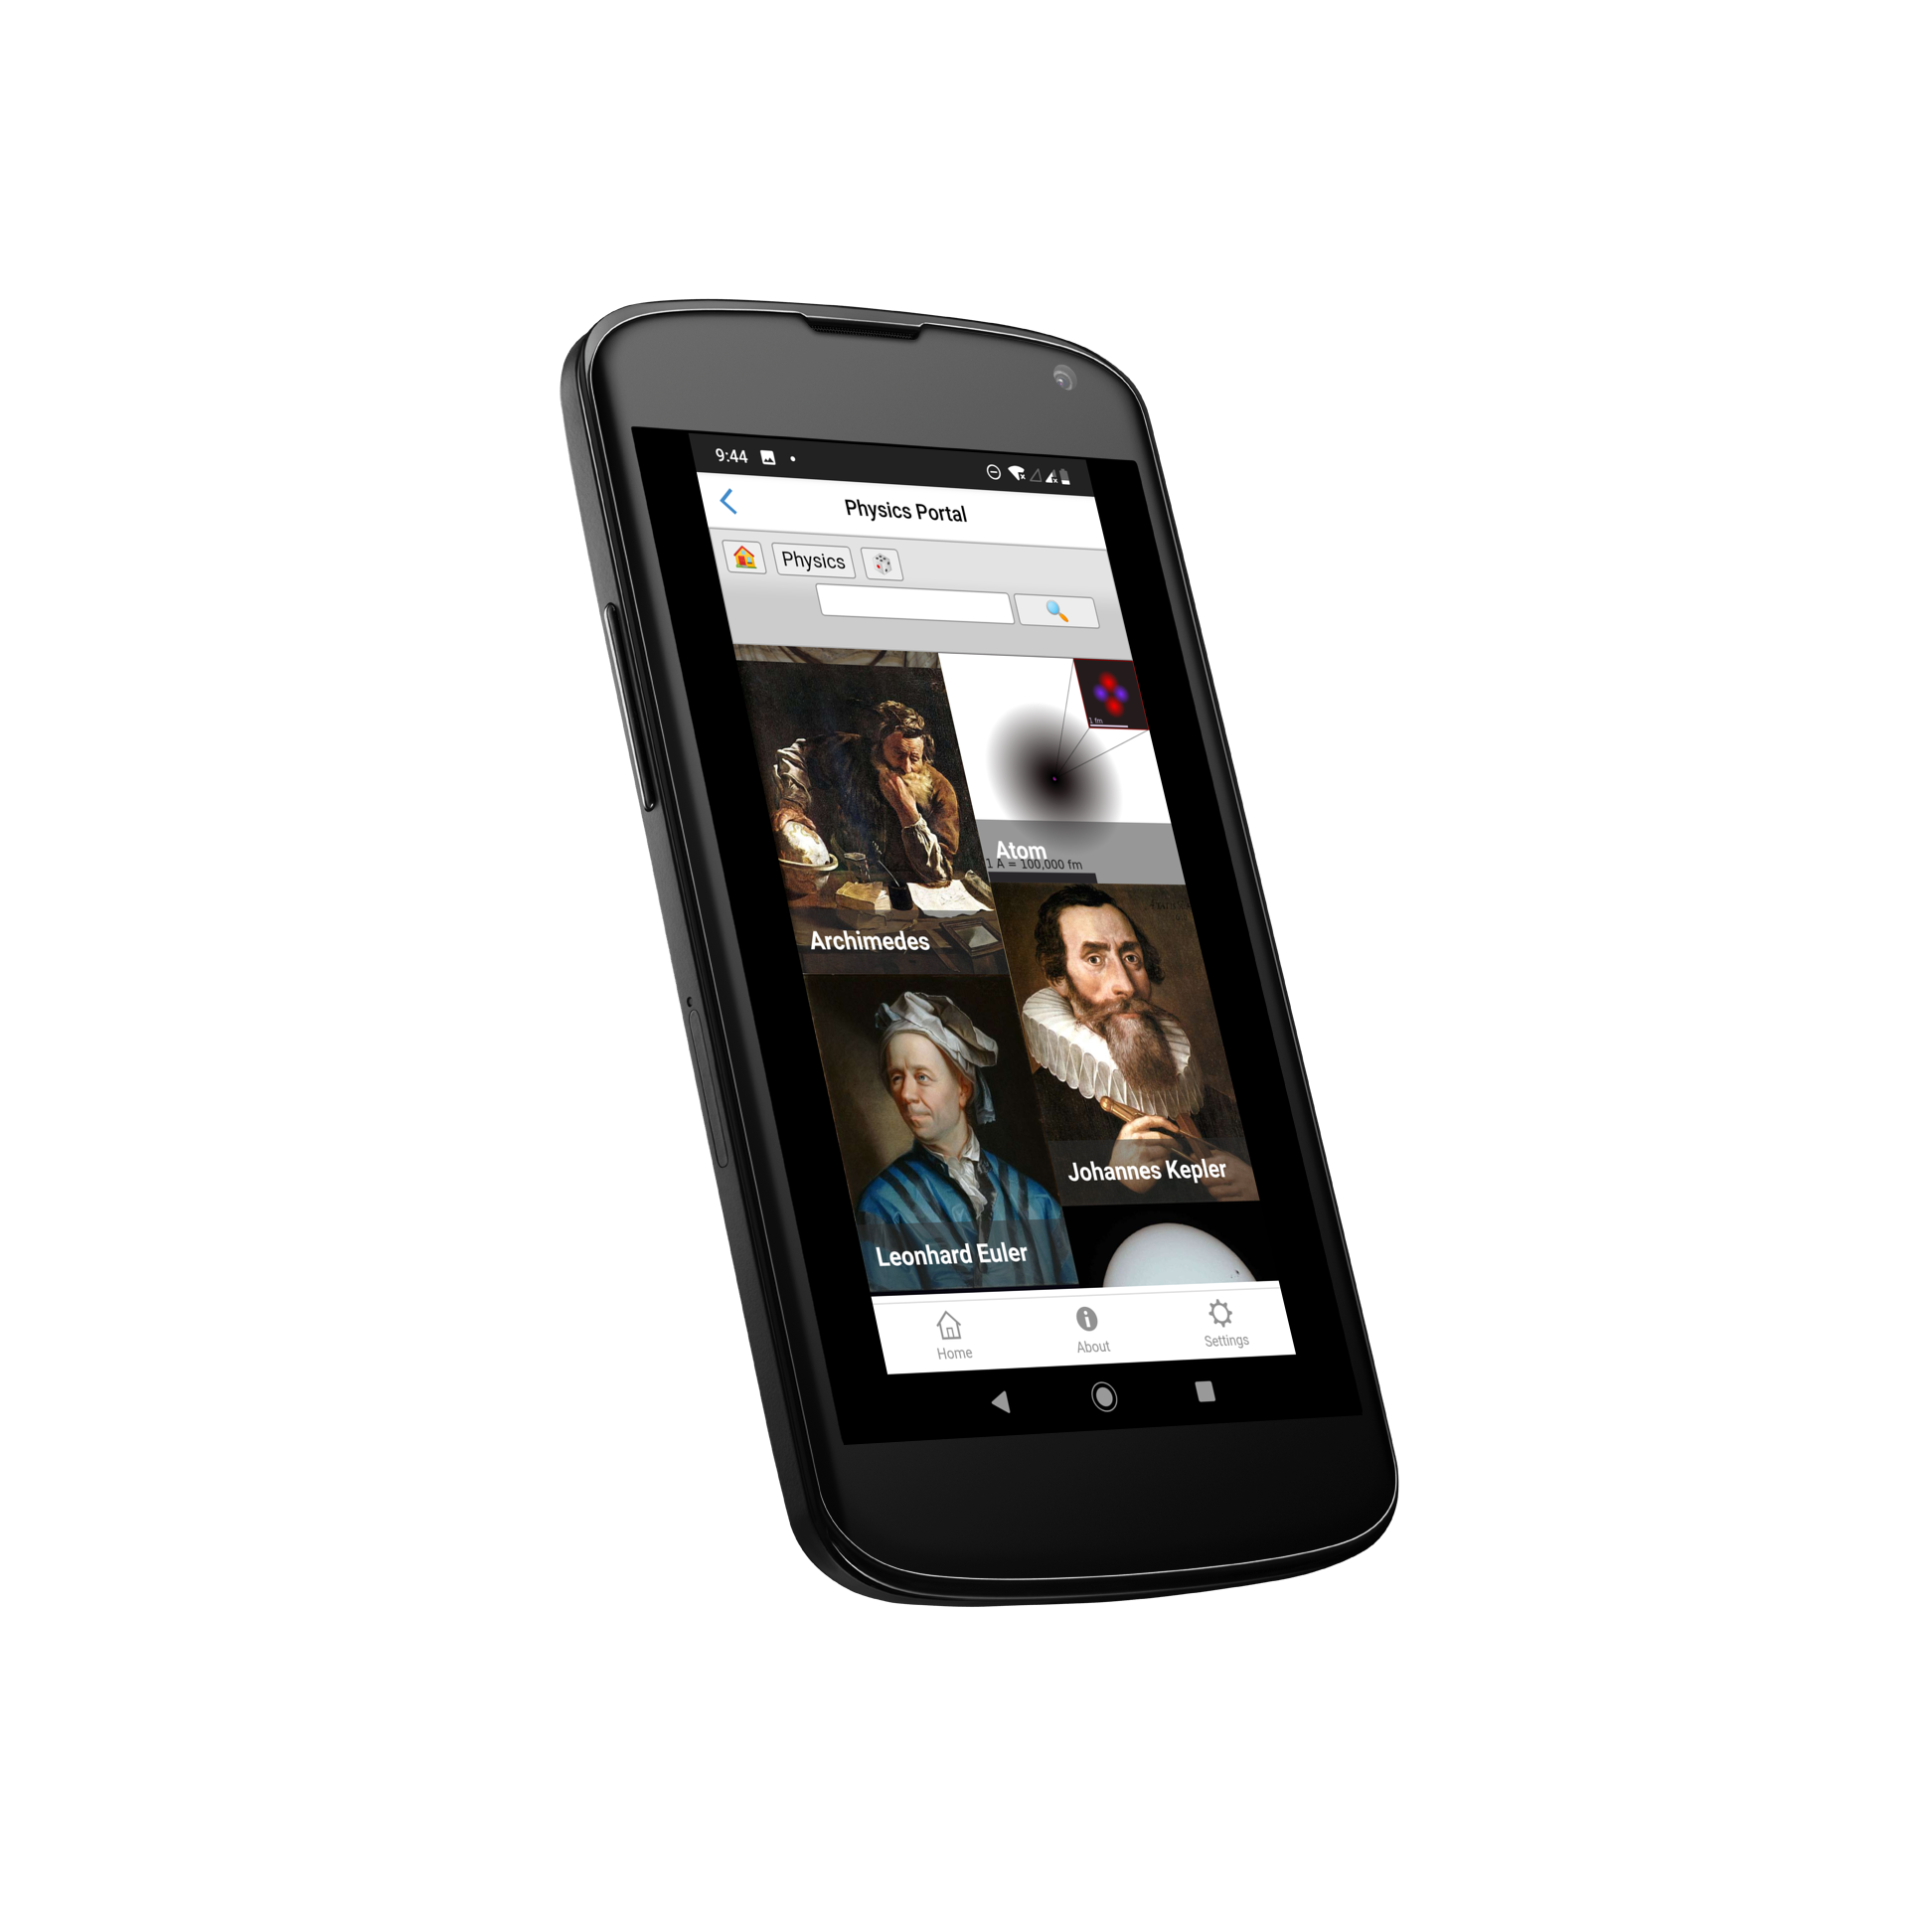 9:44
Physics Portal
Physics
1 fm
Atom
1 Å = 100,000 fm
Archimedes
Johannes Kepler
Leonhard Euler
Home
About
Settings